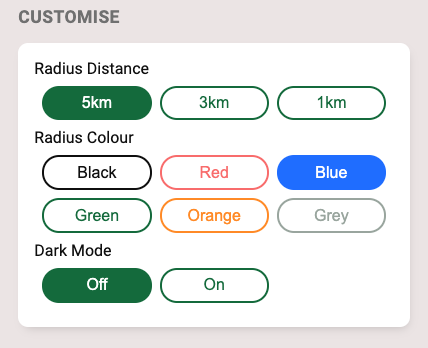 CUSTOMISE
Radius Distance
5km 3km 1km
Radius Colour
Black Red Blue
Green Orange Grey
Dark Mode
Off On